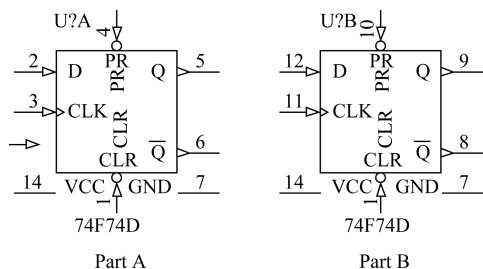 U?A 4 U?B 10
PR PR
2 D PR Q 5 12 D PR Q 9
3 CLK 11 CLK
CLR CLR
Q 6 Q 8
CLR CLR
14 VCC GND 7 14 VCC GND 7
1 1
74F74D 74F74D
Part A Part B